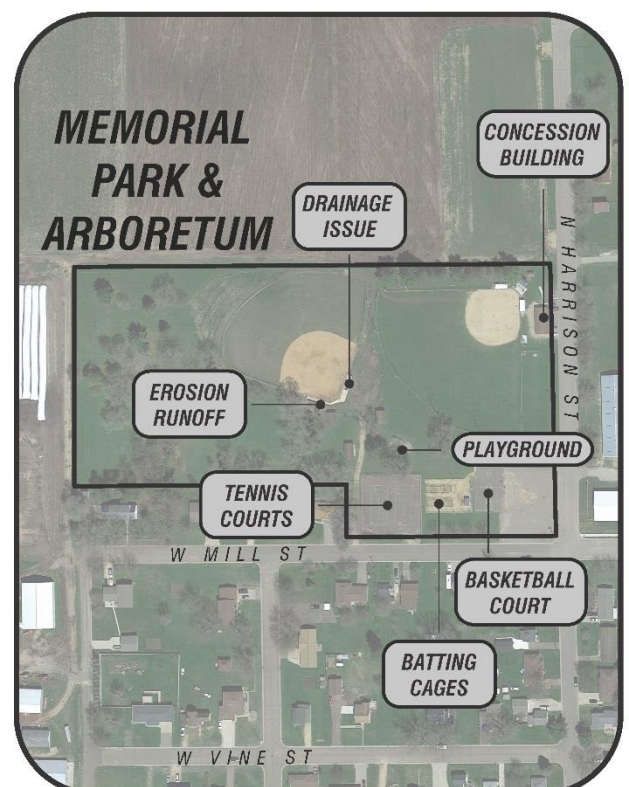 MEMORIAL
PARK &
ARBORETUM
CONCESSION
BUILDING
DRAINAGE
ISSUE
N HARRISON ST
EROSION
RUNOFF
PLAYGROUND
TENNIS
COURTS
W MILL ST
BASKETBALL
COURT
BATTING
CAGES
W VINE ST